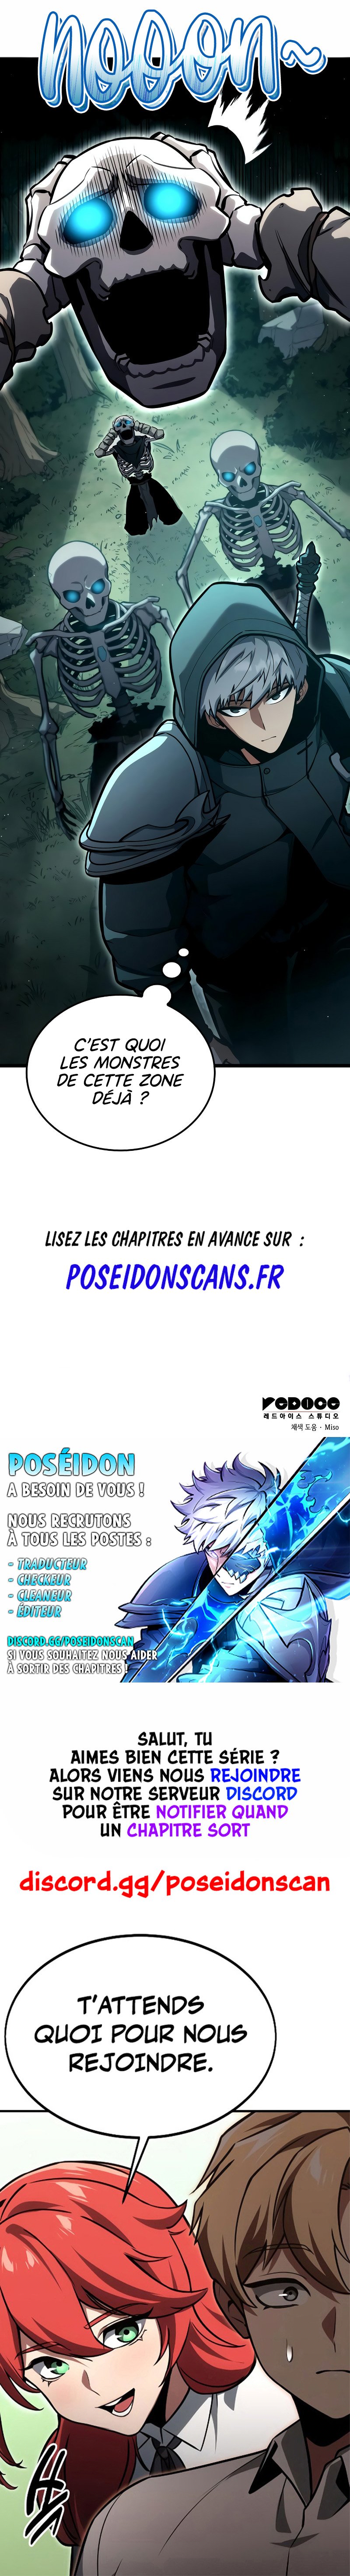 nooon~
C'EST QUOI
LES MONSTRES
DE CETTE ZONE
DÉJÀ ?
LISEZ LES CHAPITRES EN AVANCE SUR :
POSEIDONSCANS.FR
REDICE
레드아이스 스튜디오
채색 도움 - Miso
POSÉIDON
A BESOIN DE VOUS !
NOUS RECRUTONS
À TOUS LES POSTES :
- TRADUCTEUR
- CHECKEUR
- CLEANEUR
- ÉDITEUR
DISCORD.GG/POSEIDONSCAN
SI VOUS SOUHAITEZ NOUS AIDER
À SORTIR DES CHAPITRES !
SALUT, TU
AIMES BIEN CETTE SÉRIE ?
ALORS VIENS NOUS REJOINDRE
SUR NOTRE SERVEUR DISCORD
POUR ÊTRE NOTIFIER QUAND
UN CHAPITRE SORT
discord.gg/poseidonscan
T'ATTENDS
QUOI POUR NOUS
REJOINDRE.